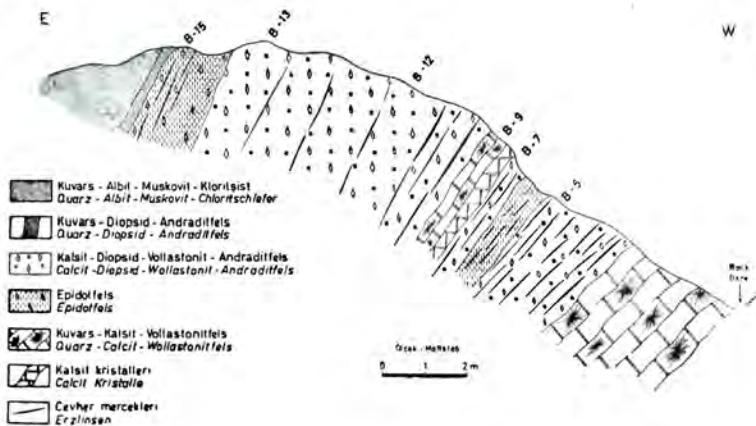 E
W
B-15
B-13
B-12
B-9
B-7
B-5
Kuvars - Albit - Muskovit - Kloritşist
Quarz - Albit - Muskovit - Chloritschiefer
Kuvars - Diopsid - Andraditfels
Quarz - Diopsid - Andraditfels
Kalsit - Diopsid - Vollastonit - Andraditfels
Calcit - Diopsid - Wollastonit - Andraditfels
Epidotfels
Epidotfels
Kuvars - Kalsit - Vollastonitfels
Quarz - Calcit - Wollastonitfels
Kalsit kristalleri
Calcit Kristalle
Cevher mercekleri
Erzlinsen
Ölçek - Maßstab
0 1 2m
Dere